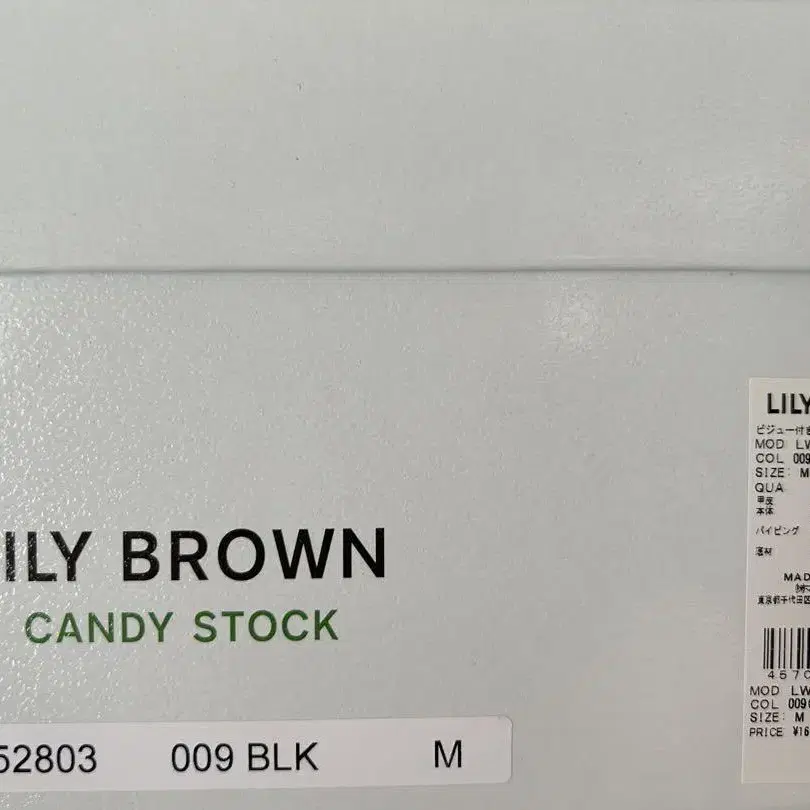 ILY BROWN
CANDY STOCK
52803 009 BLK M
LILY
ビジュー付き
MOD LW
COL 009
SIZE: M
QUA
甲皮
本体
パイピング
底材
MAD
東京都千代田区
4570
MOD LW
COL 009
SIZE: M
PRICE ¥16